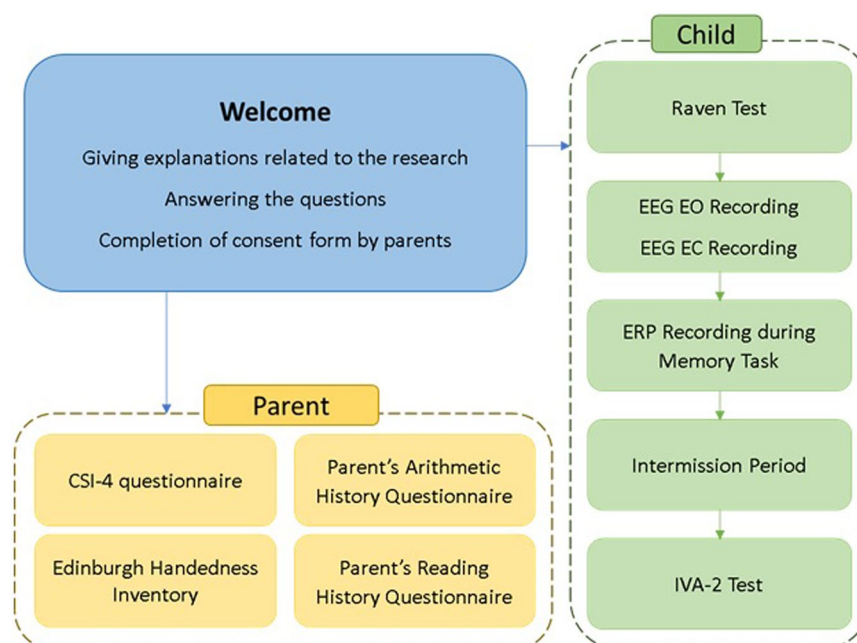 Welcome
Giving explanations related to the research
Answering the questions
Completion of consent form by parents
Parent
CSI-4 questionnaire
Parent's Arithmetic
History Questionnaire
Edinburgh Handedness
Inventory
Parent's Reading
History Questionnaire
Child
Raven Test
EEG EO Recording
EEG EC Recording
ERP Recording during
Memory Task
Intermission Period
IVA-2 Test